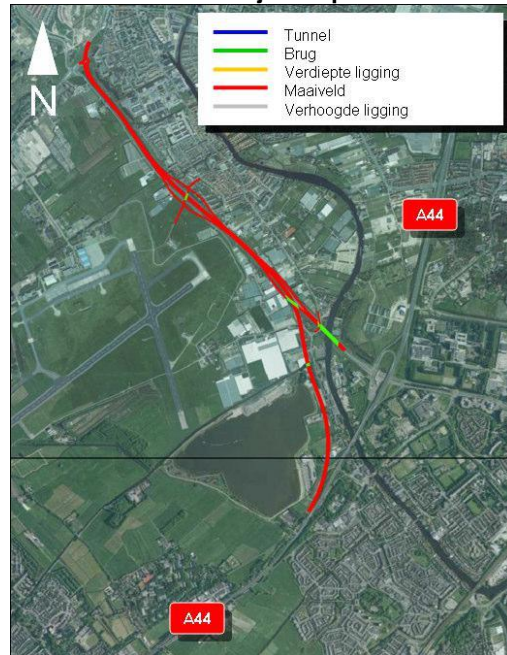 N
Tunnel
Brug
Verdiepte ligging
Maaiveld
Verhoogde ligging
A44
A44